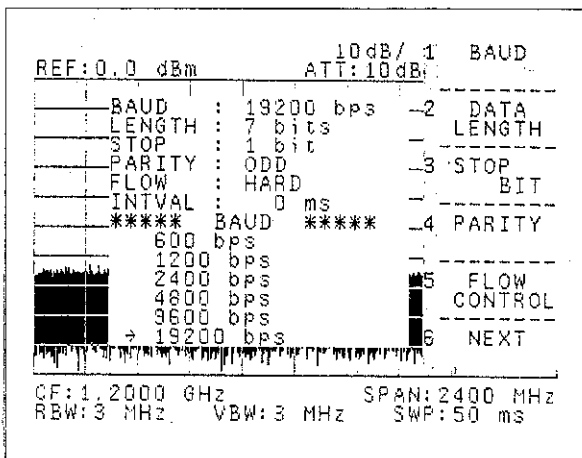 10dB/
REF:0.0 dBm ATT:10dB
BAUD : 19200 bps
LENGTH : 7 bits
STOP : 1 bit
PARITY : ODD
FLOW : HARD
INTVAL : 0 ms
***** BAUD *****
600 bps
1200 bps
2400 bps
4800 bps
9600 bps
→ 19200 bps
1 BAUD
2 DATA
LENGTH
3 STOP
BIT
4 PARITY
5 FLOW
CONTROL
6 NEXT
CF:1.2000 GHz SPAN:2400 MHz
RBW:3 MHz VBW:3 MHz SWP:50 ms